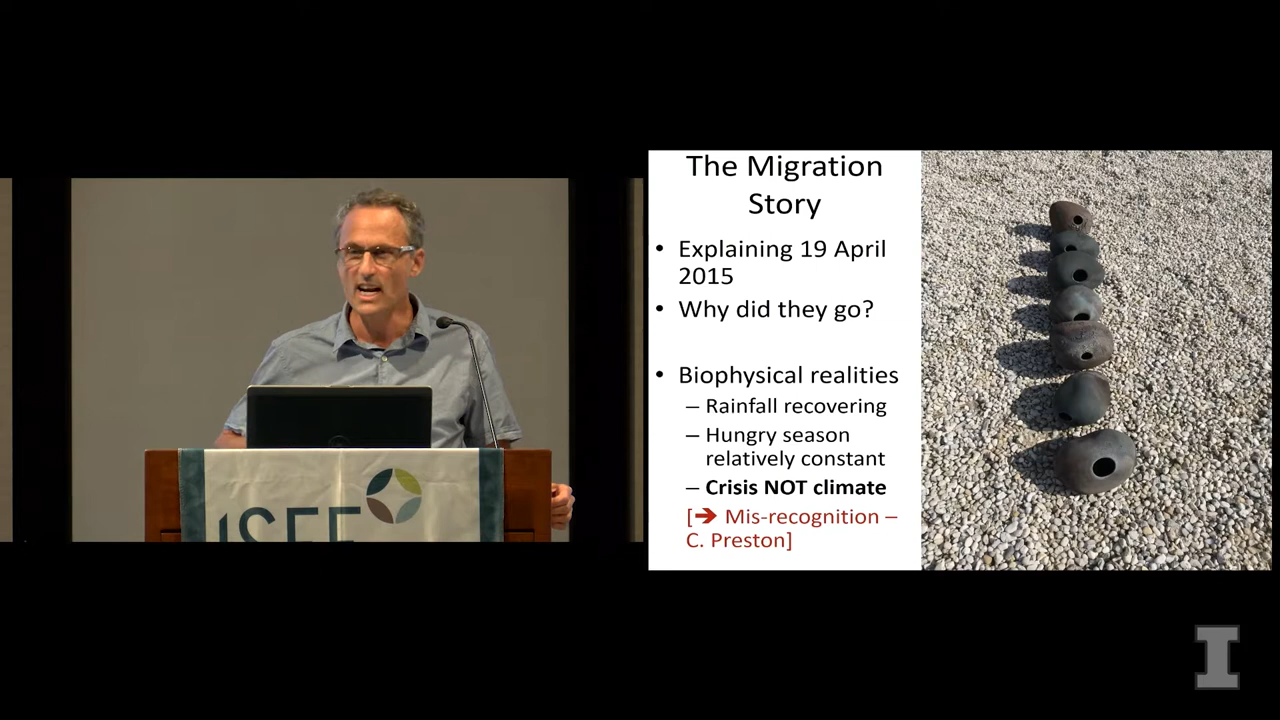 The Migration
Story
• Explaining 19 April
2015
• Why did they go?
• Biophysical realities
– Rainfall recovering
– Hungry season
relatively constant
– Crisis NOT climate
[➔ Mis-recognition –
C. Preston]
ISEE
I